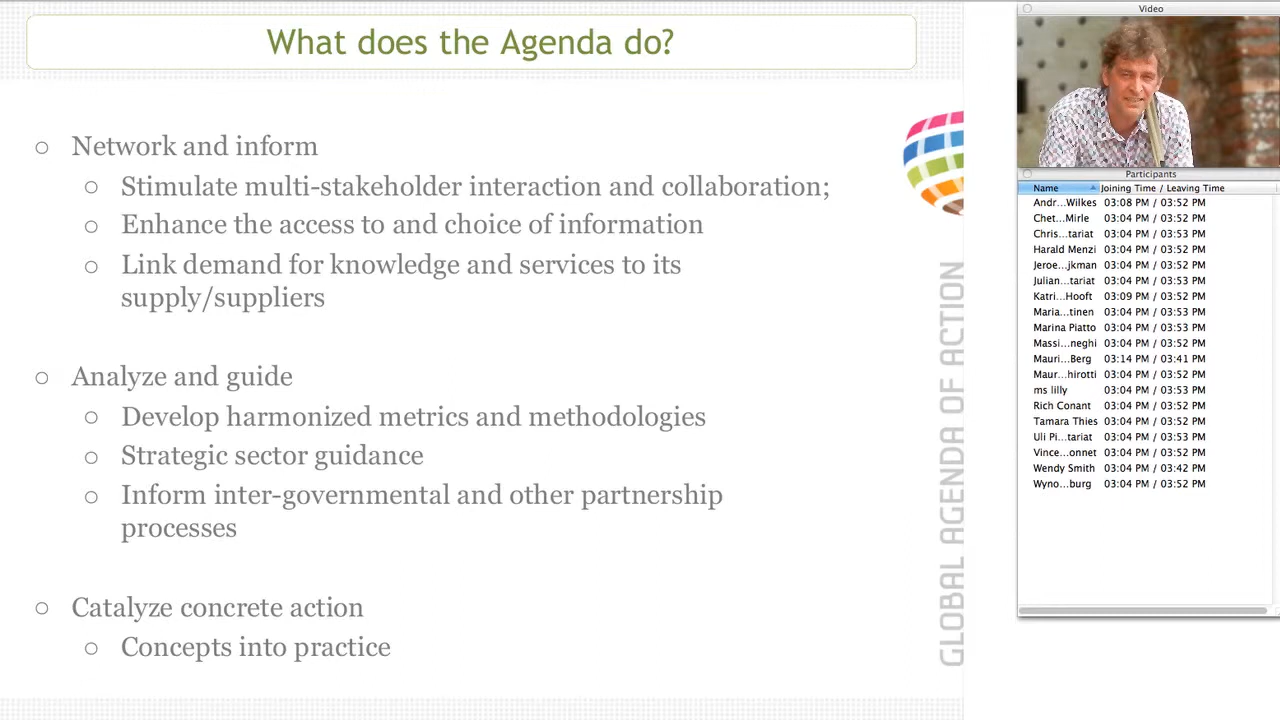 What does the Agenda do?
Network and inform
Stimulate multi-stakeholder interaction and collaboration;
Enhance the access to and choice of information
Link demand for knowledge and services to its
supply/suppliers
Analyze and guide
Develop harmonized metrics and methodologies
Strategic sector guidance
Inform inter-governmental and other partnership
processes
Catalyze concrete action
Concepts into practice
GLOBAL AGENDA OF ACTION
Video
Participants
Name Joining Time / Leaving Time
Andr...Wilkes 03:08 PM / 03:52 PM
Chet...Mirle 03:04 PM / 03:52 PM
Chris...tariat 03:04 PM / 03:53 PM
Harald Menzi 03:04 PM / 03:52 PM
Jeroe...jkman 03:04 PM / 03:52 PM
Julian...tariat 03:04 PM / 03:53 PM
Katri...Hooft 03:09 PM / 03:52 PM
Maria...tinen 03:04 PM / 03:53 PM
Marina Piatto 03:04 PM / 03:53 PM
Massi...neghi 03:04 PM / 03:52 PM
Mauri...Berg 03:14 PM / 03:41 PM
Maur...hirotti 03:04 PM / 03:52 PM
ms lilly 03:04 PM / 03:53 PM
Rich Conant 03:04 PM / 03:52 PM
Tamara Thies 03:04 PM / 03:52 PM
Uli Pi...tariat 03:04 PM / 03:53 PM
Vince...onnet 03:04 PM / 03:52 PM
Wendy Smith 03:04 PM / 03:42 PM
Wyno...burg 03:04 PM / 03:52 PM